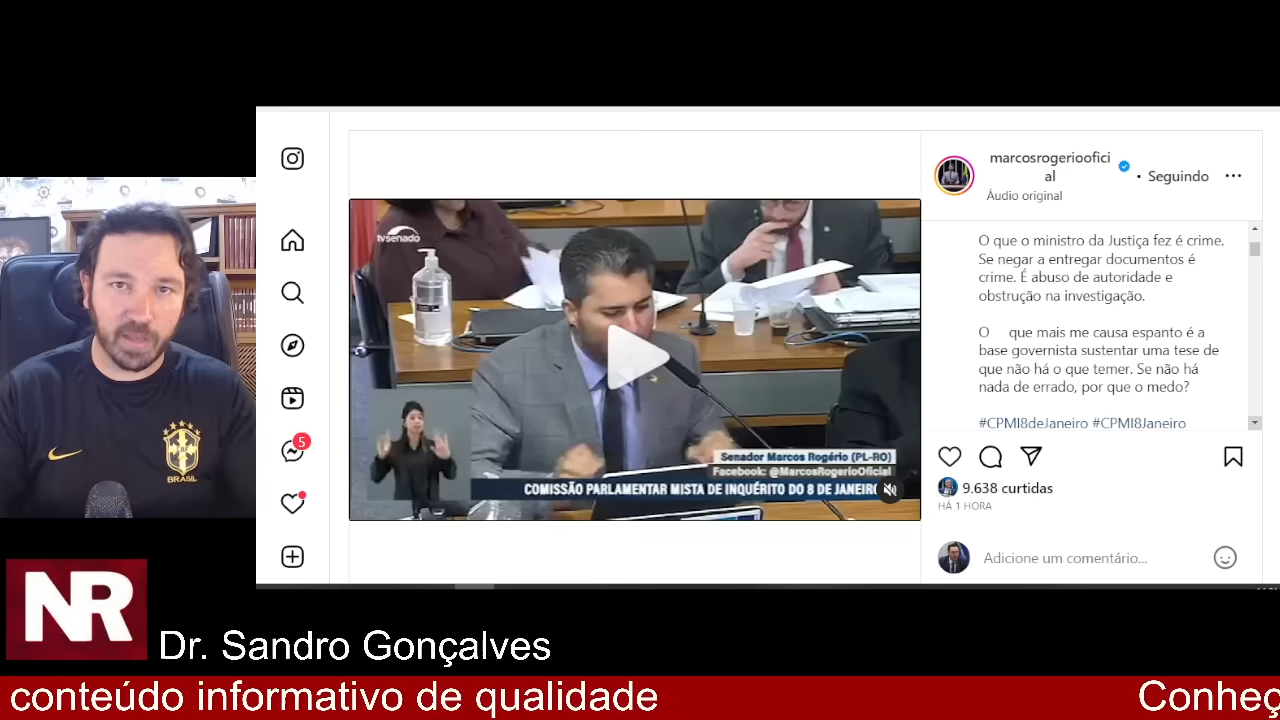 marcosrogerioofici
al
• Seguindo
Áudio original
tvsenado
O que o ministro da Justiça fez é crime.
Se negar a entregar documentos é
crime. É abuso de autoridade e
obstrução na investigação.
O que mais me causa espanto é a
base governista sustentar uma tese de
que não há o que temer. Se não há
nada de errado, por que o medo?
#CPMI8deJaneiro #CPMI8Janeiro
5
Senador Marcos Rogério (PL-RO)
Facebook: @MarcosRogerioOficial
COMISSÃO PARLAMENTAR MISTA DE INQUÉRITO DO 8 DE JANEIRO
9.638 curtidas
HÁ 1 HORA
Adicione um comentário...
BRASIL
NR
Dr. Sandro Gonçalves
conteúdo informativo de qualidade
Conheç